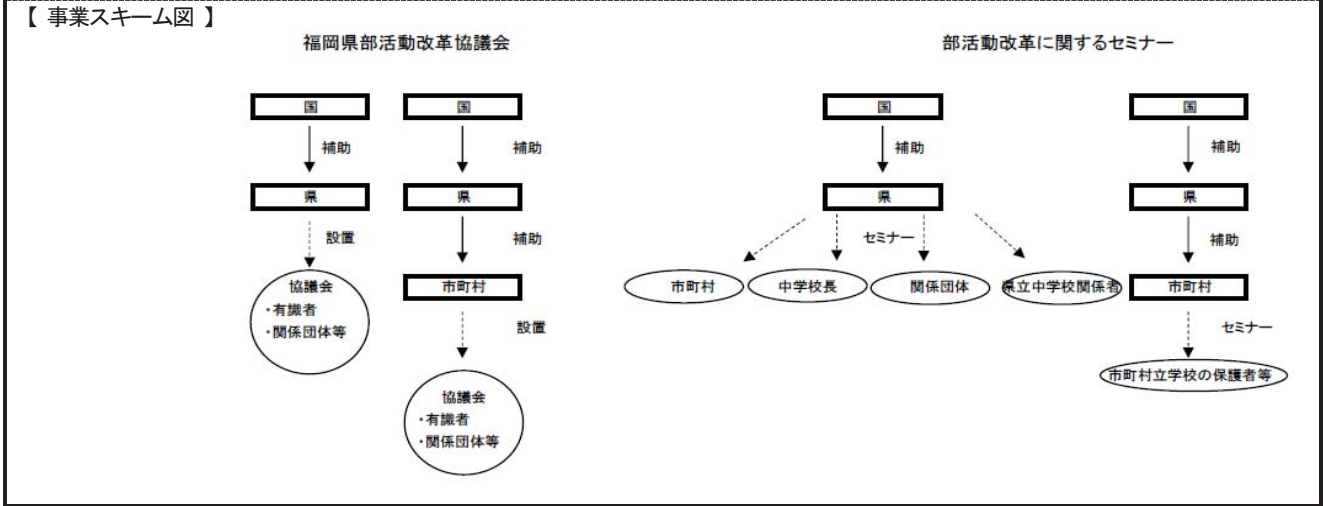 【 事業スキーム図 】
福岡県部活動改革協議会
部活動改革に関するセミナー
国
国
国
国
補助
補助
補助
補助
県
県
県
県
設置
補助
セミナー
補助
協議会
・有識者
・関係団体等
市町村
市町村
中学校長
関係団体
県立中学校関係者
市町村
設置
セミナー
協議会
・有識者
・関係団体等
市町村立学校の保護者等